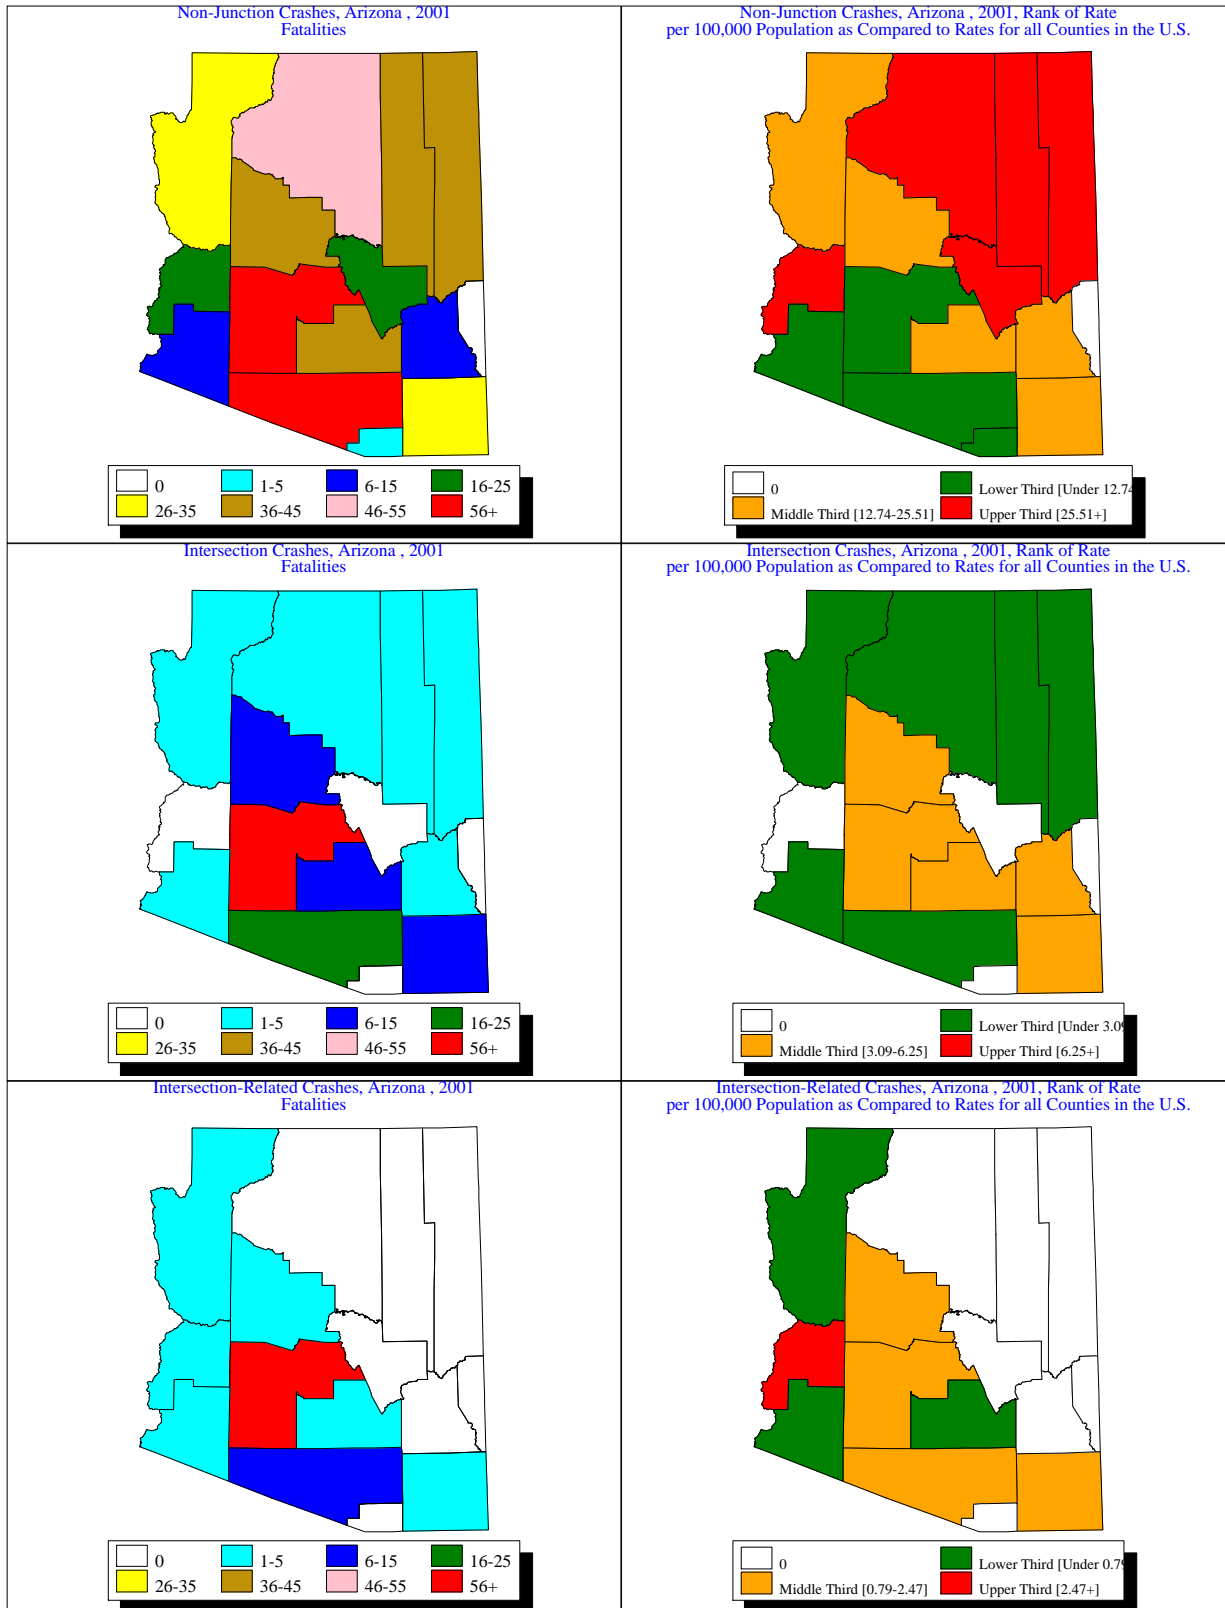 Non-Junction Crashes, Arizona , 2001
Fatalities
0
1-5
6-15
16-25
26-35
36-45
46-55
56+
Non-Junction Crashes, Arizona , 2001, Rank of Rate
per 100,000 Population as Compared to Rates for all Counties in the U.S.
0
Lower Third [Under 12.74
Middle Third [12.74-25.51]
Upper Third [25.51+]
Intersection Crashes, Arizona , 2001
Fatalities
0
1-5
6-15
16-25
26-35
36-45
46-55
56+
Intersection Crashes, Arizona , 2001, Rank of Rate
per 100,000 Population as Compared to Rates for all Counties in the U.S.
0
Lower Third [Under 3.09
Middle Third [3.09-6.25]
Upper Third [6.25+]
Intersection-Related Crashes, Arizona , 2001
Fatalities
0
1-5
6-15
16-25
26-35
36-45
46-55
56+
Intersection-Related Crashes, Arizona , 2001, Rank of Rate
per 100,000 Population as Compared to Rates for all Counties in the U.S.
0
Lower Third [Under 0.79
Middle Third [0.79-2.47]
Upper Third [2.47+]